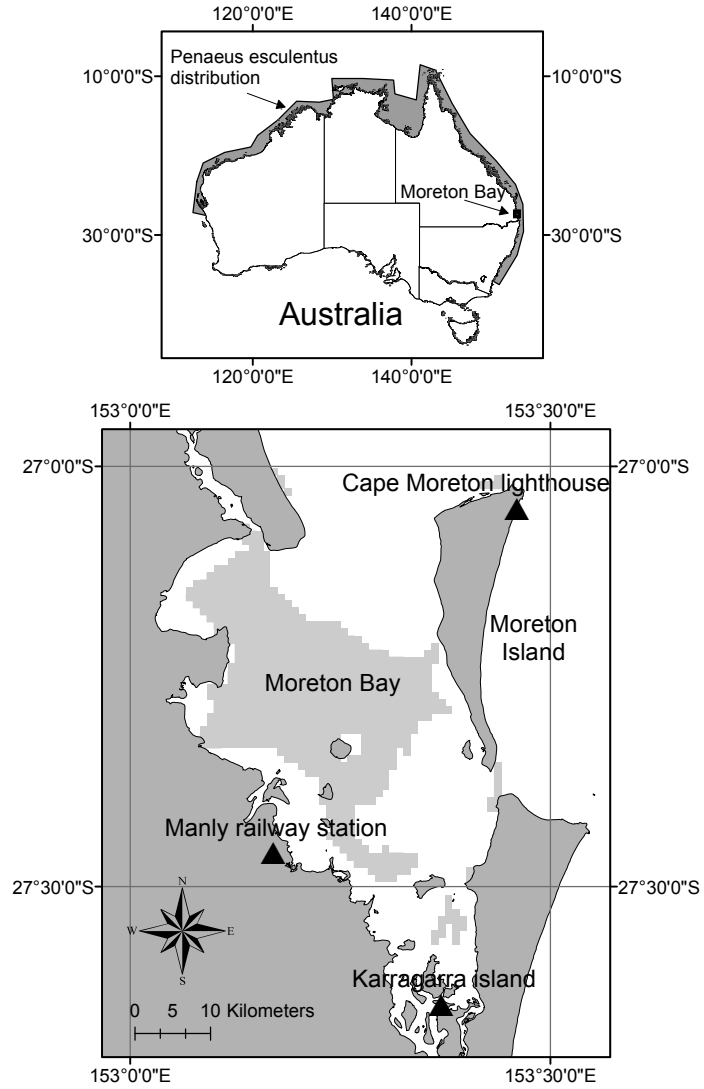 120°0'0"E 140°0'0"E
Penaeus esculentus
distribution
10°0'0"S 10°0'0"S
Moreton Bay
30°0'0"S 30°0'0"S
Australia
120°0'0"E 140°0'0"E
153°0'0"E 153°30'0"E
27°0'0"S 27°0'0"S
Cape Moreton lighthouse
Moreton
Island
Moreton Bay
Manly railway station
27°30'0"S 27°30'0"S
N
W E
S
Karragarra island
0 5 10 Kilometers
153°0'0"E 153°30'0"E